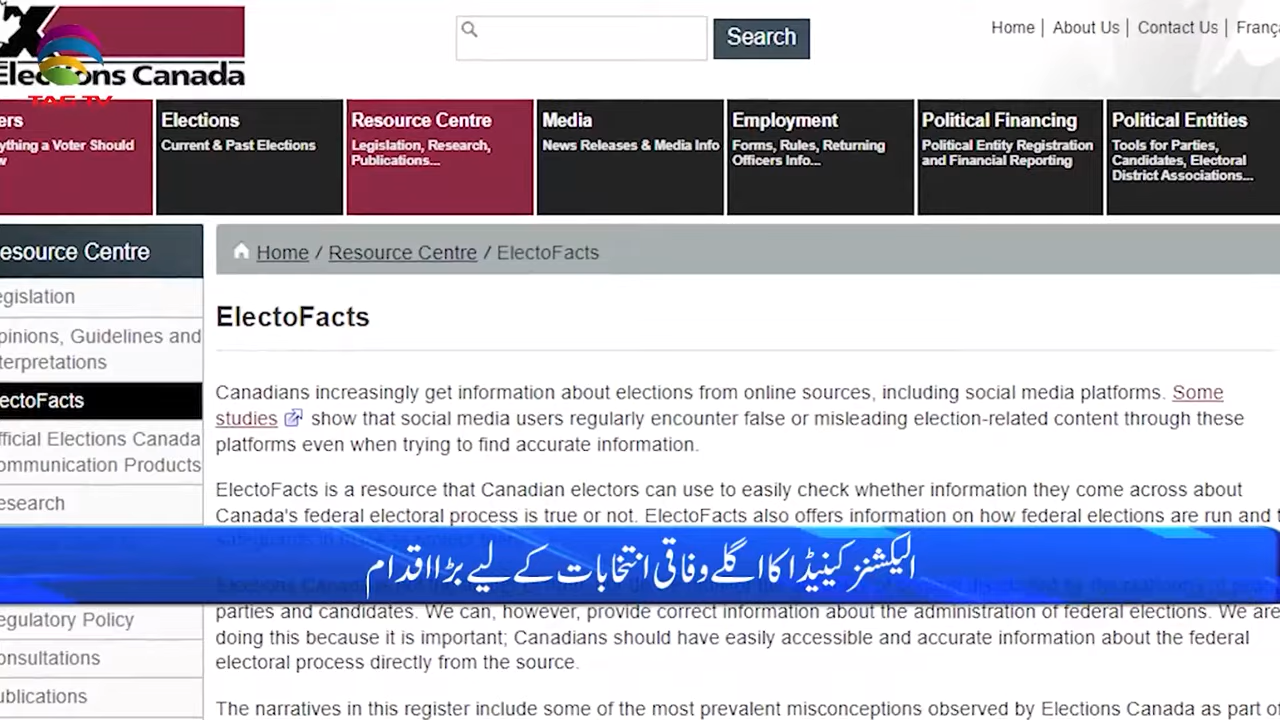 Elections Canada
TAG TV
Search
Home | About Us | Contact Us |
ers
ything a Voter Should
w
Elections
Current & Past Elections
Resource Centre
Legislation, Research,
Publications...
Media
News Releases & Media Info
Employment
Forms, Rules, Returning
Officers Info...
Political Financing
Political Entity Registration
and Financial Reporting
Political Entities
Tools for Parties,
Candidates, Electoral
District Associations...
esource Centre
egislation
pinions, Guidelines and
terpretations
ectoFacts
fficial Elections Canada
ommunication Products
esearch
egulatory Policy
onsultations
ublications
Home / Resource Centre / ElectoFacts
ElectoFacts
Canadians increasingly get information about elections from online sources, including social media platforms. Some
studies show that social media users regularly encounter false or misleading election-related content through these
platforms even when trying to find accurate information.
ElectoFacts is a resource that Canadian electors can use to easily check whether information they come across about
Canada's federal electoral process is true or not. ElectoFacts also offers information on how federal elections are run and t
الیکشنز کینیڈا کا اگلے وفاقی انتخابات کے لیے بڑا اقدام
parties and candidates. We can, however, provide correct information about the administration of federal elections. We are
doing this because it is important; Canadians should have easily accessible and accurate information about the federal
electoral process directly from the source.
The narratives in this register include some of the most prevalent misconceptions observed by Elections Canada as part of